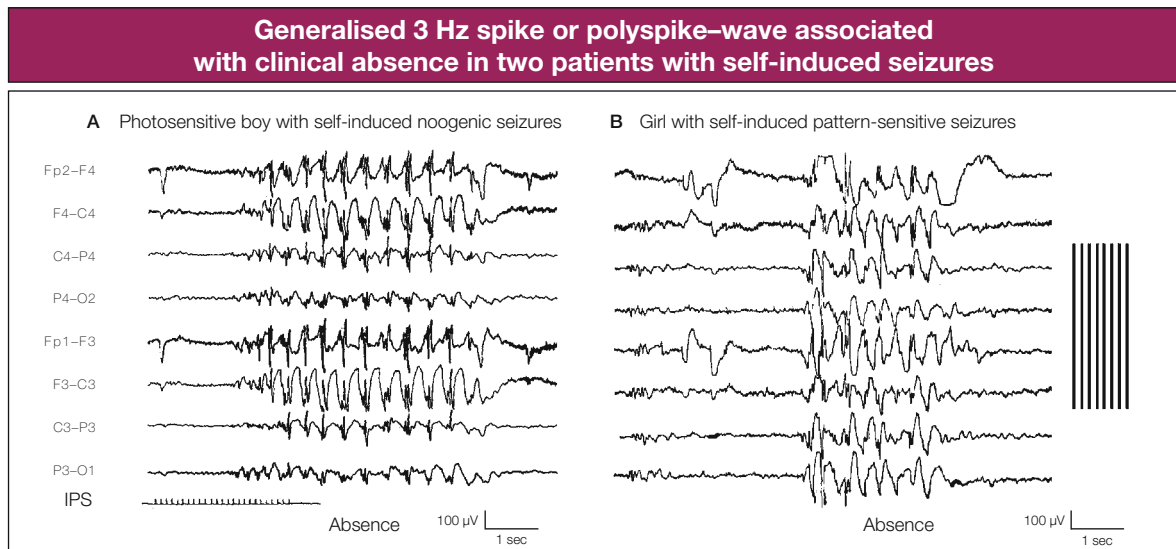 Generalised 3 Hz spike or polyspike–wave associated
with clinical absence in two patients with self-induced seizures
A Photosensitive boy with self-induced noogenic seizures
B Girl with self-induced pattern-sensitive seizures
Fp2–F4
F4–C4
C4–P4
P4–O2
Fp1–F3
F3–C3
C3–P3
P3–O1
IPS
Absence
100 µV
1 sec
Absence
100 µV
1 sec